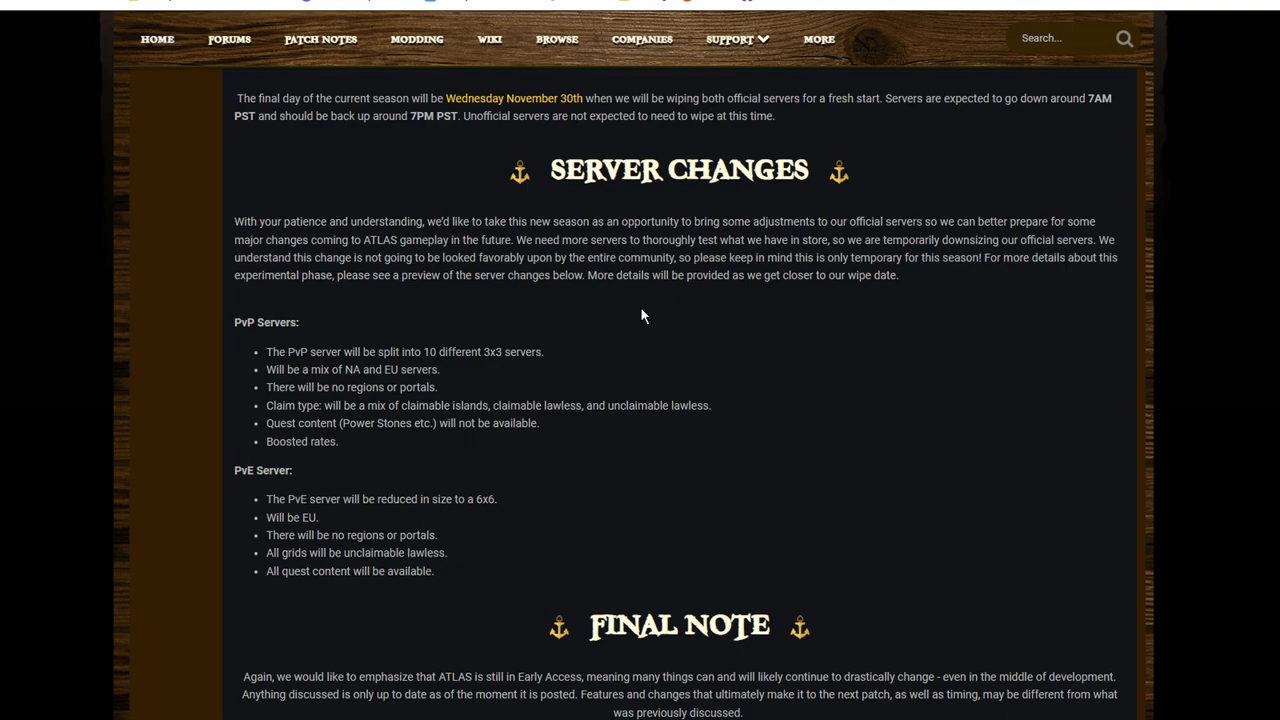 HOME FORUMS PATCH NOTES MODDING WIKI BROWSE COMPANIES SUPPORT MORE Search...
The final day of the current season will be Wednesday November 30th when we will be wiping both official servers for a fresh start. Servers are expected to go down around 7AM
PST and should be back up around 7PM PST. Unofficial servers are not expected to need to wipe at this time.
SERVER CHANGES
With your patience and understanding, we'd like to take this new season as an opportunity to bring some adjustments to our official servers so we can better prepare for some
major changes coming to ATLAS gameplay in the future. We need more servers to thoroughly test what we have in store, so we are temporarily downsizing our official servers. We
understand this change is not going to be looked favorably upon by the entire community, so please keep in mind this is only temporary for this season! For more details about this
experimental phase, please see a preview of the server changes below. More details will be provided as we get closer to our wipe date.
PvP Servers:
• The PvP server will be split into 10 different 3x3 servers.
• Will be a mix of NA and EU servers.
• There will be no regions or portals.
• Claim type: will be a mix of claimable islands, claimable lawless, and unclaimable lawless.
• Quest content (Power Stones etc.) will not be available.
• Boosted rates.
PvE Server:
• The PvE server will be reduced in size to a 6x6.
• Will be EU.
• There will be no regions or portals.
• All grids will be unclaimable lawless.
• All quest content will be available.
FINAL NOTE
Again, we would like to emphasize that ATLAS is still in Early Access, meaning many things can and will likely continue to drastically change - even in the middle of development.
Anything discussed is only up to date as of the moment it is posted. Features and changes that ultimately make it to the next patch, as well as timing, may be different from what
was previously discussed.